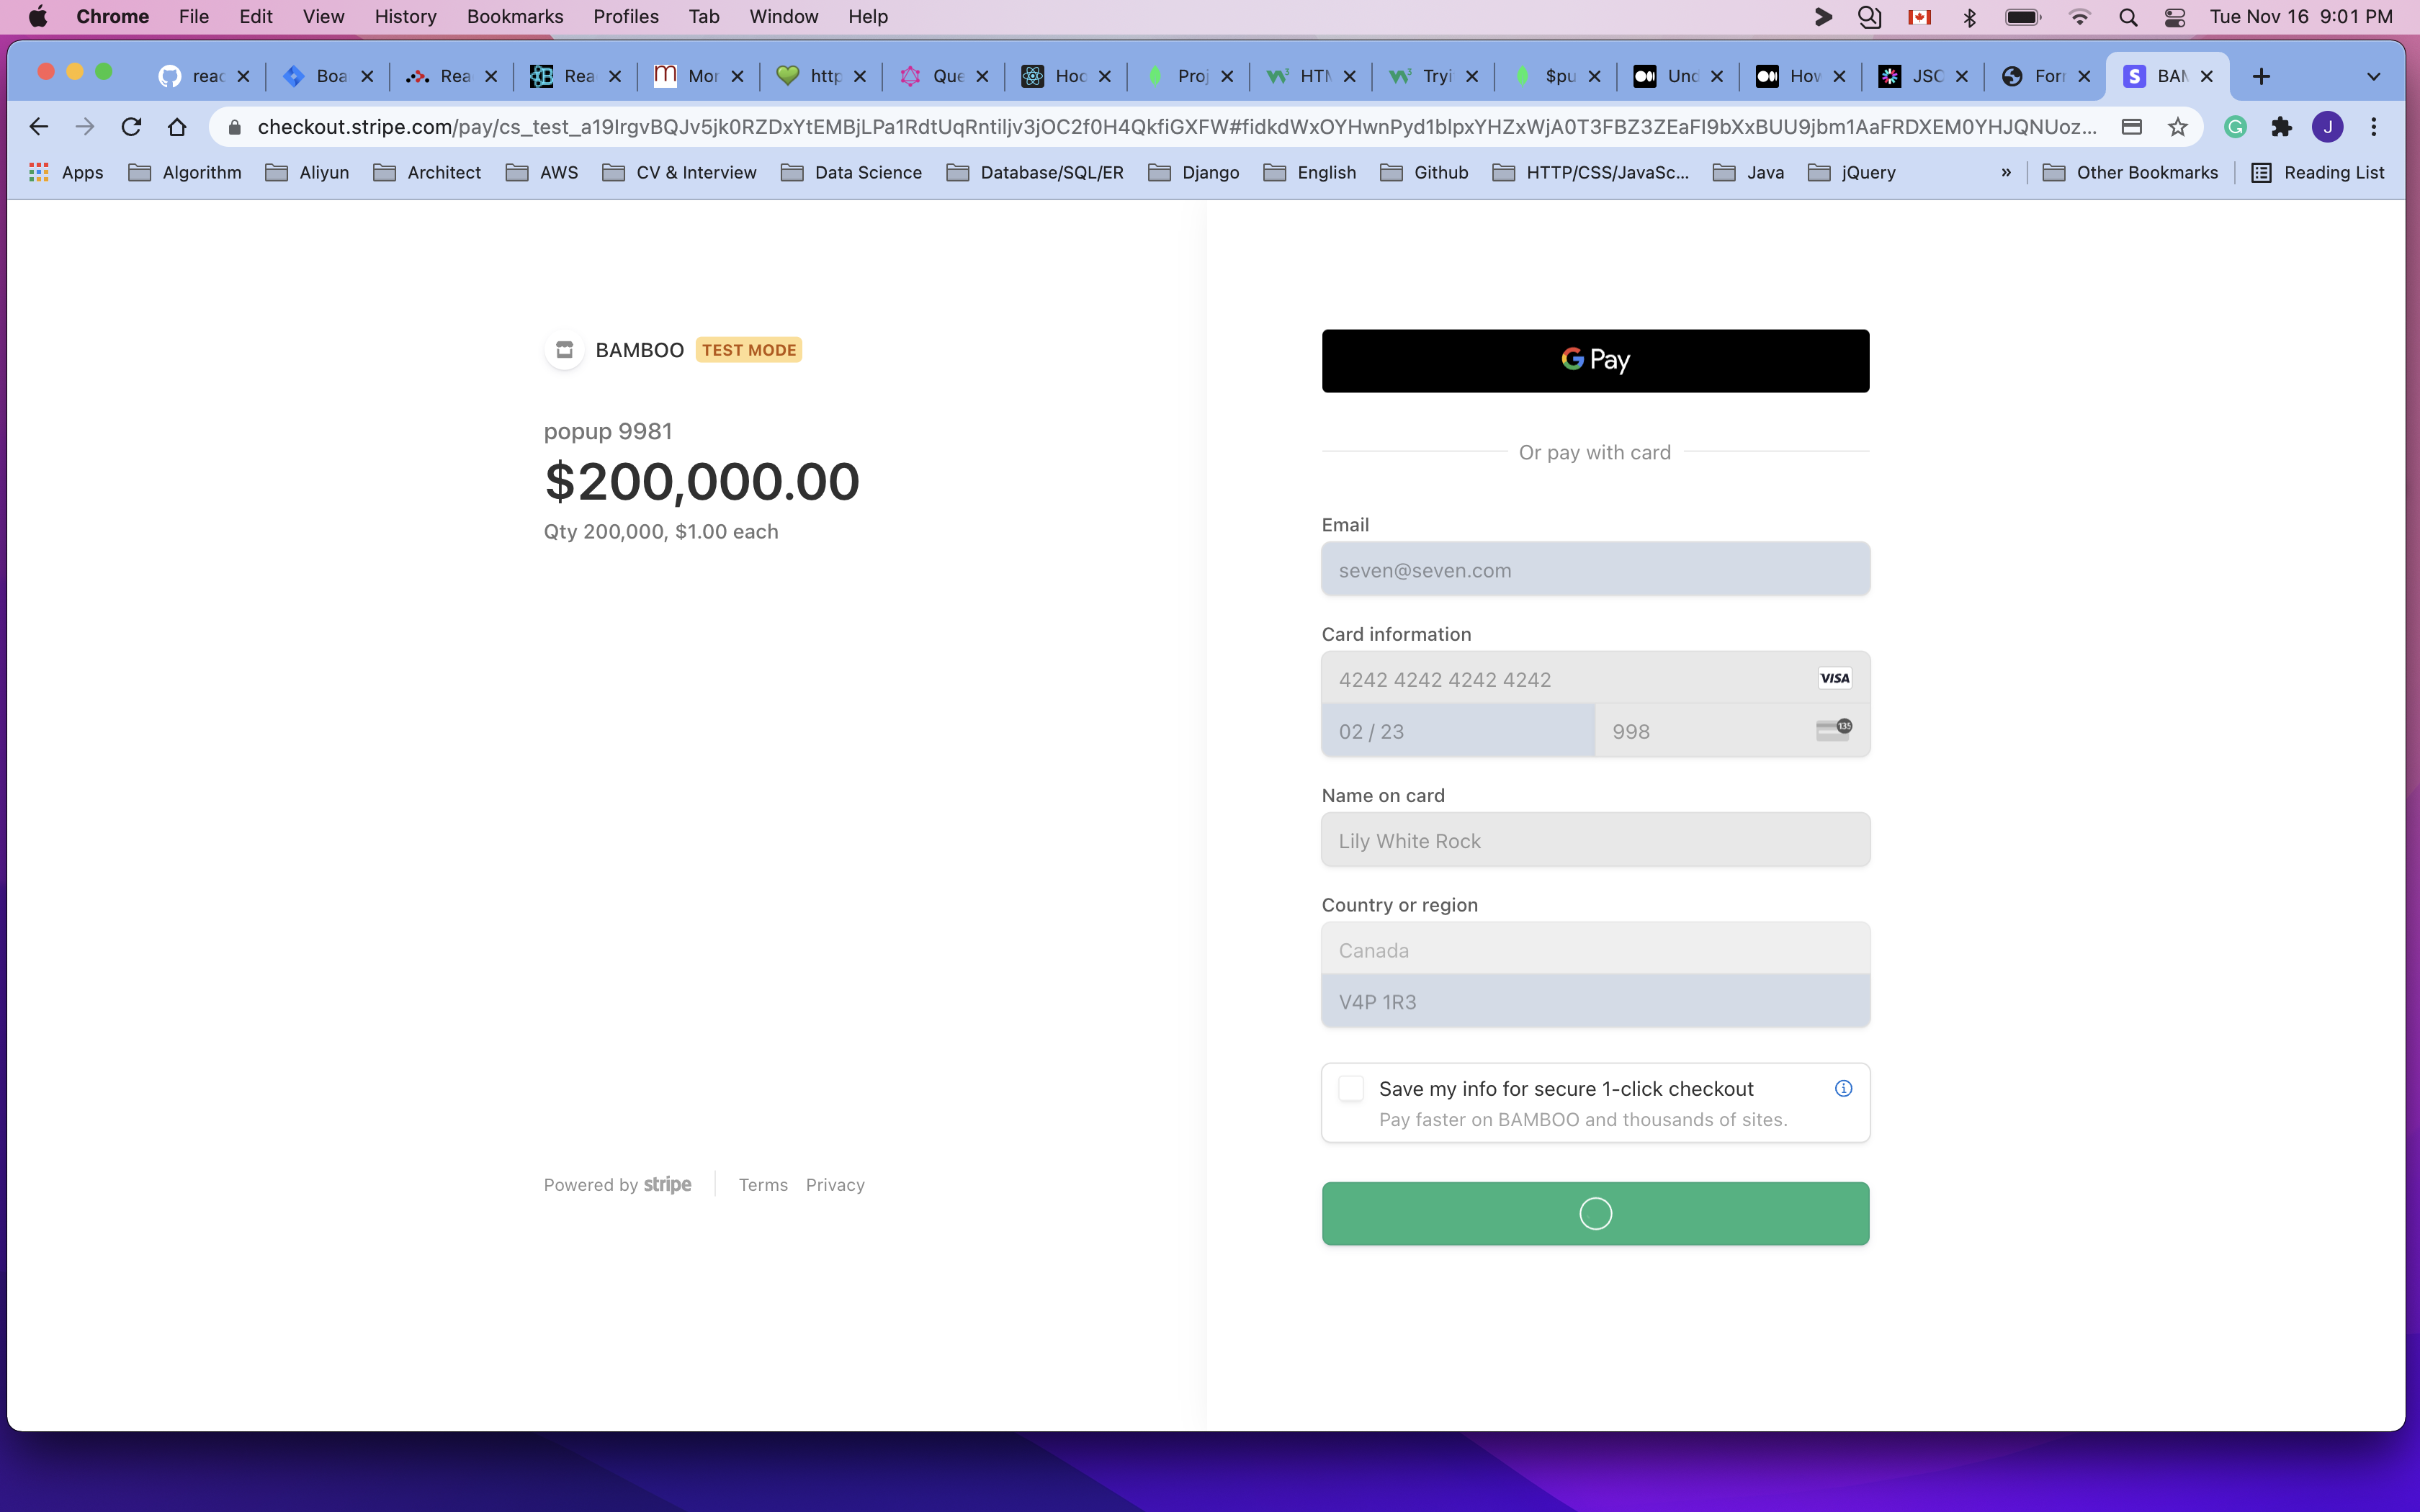 Chrome File Edit View History Bookmarks Profiles Tab Window Help Tue Nov 16 9:01 PM
reac Boa Rea Rea Mor http Que Hoc Proj HTM Tryi $pu Und How JSC Forr BAM
checkout.stripe.com/pay/
Apps Algorithm Aliyun Architect AWS CV & Interview Data Science Database/SQL/ER Django English Github HTTP/CSS/JavaSc... Java jQuery » Other Bookmarks Reading List
BAMBOO TEST MODE
popup 9981
$200,000.00
Qty 200,000, $1.00 each
Powered by stripe Terms Privacy
G Pay
Or pay with card
Email
seven@seven.com
Card information
4242 4242 4242 4242 VISA
02 / 23 998 135
Name on card
Lily White Rock
Country or region
Canada
V4P 1R3
Save my info for secure 1-click checkout
Pay faster on BAMBOO and thousands of sites.